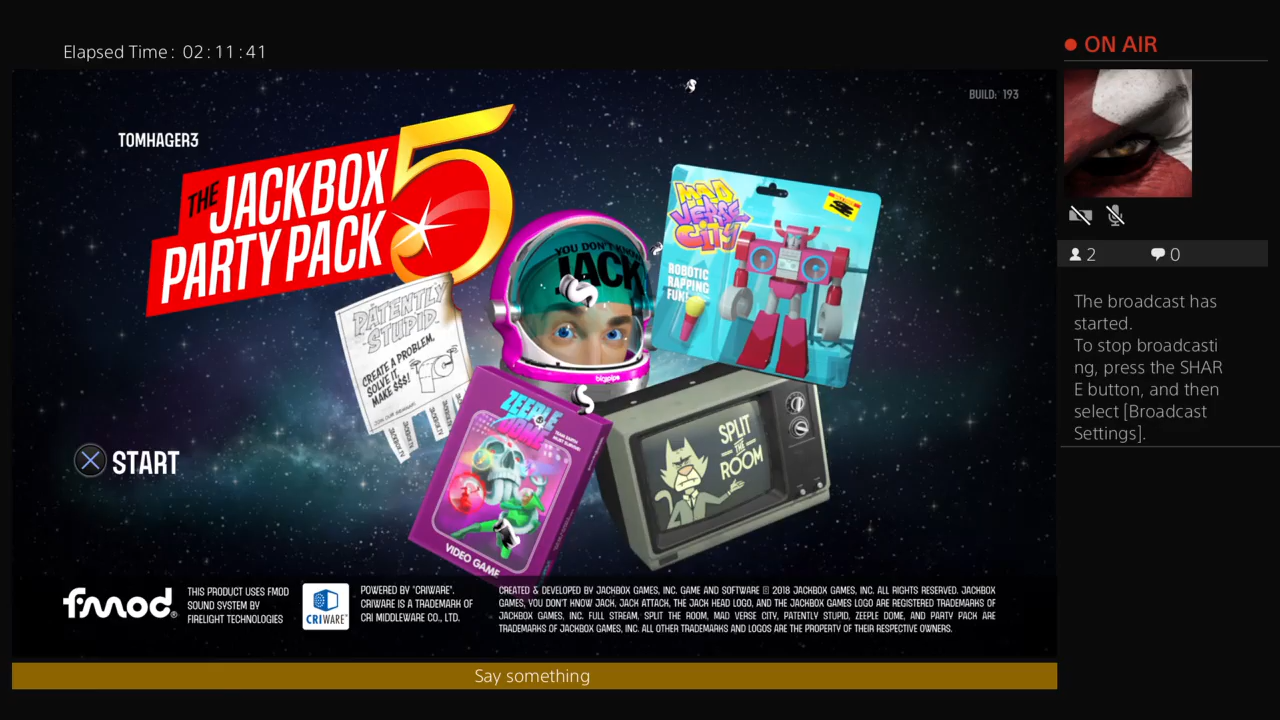 Elapsed Time: 02:11:41
ON AIR
BUILD: 193
TOMHAGER3
THE JACKBOX
PARTY PACK 5
MAD
VERSE
CITY
ROBOTIC
RAPPING
FUN!
YOU DON'T KNOW
JACK
blorpipe
PATENTLY
STUPID
CREATE A PROBLEM,
SOLVE IT,
MAKE $$$!
JACKBOX.TV
JACKBOX.TV
JACKBOX.TV
ZEEPLE
DOME
VIDEO GAME
SPLIT
THE
ROOM
START
2
0
The broadcast has
started.
To stop broadcasti
ng, press the SHAR
E button, and then
select [Broadcast
Settings].
fmod
THIS PRODUCT USES FMOD
SOUND SYSTEM BY
FIRELIGHT TECHNOLOGIES
CRIWARE
POWERED BY "CRIWARE".
CRIWARE IS A TRADEMARK OF
CRI MIDDLEWARE CO., LTD.
CREATED & DEVELOPED BY JACKBOX GAMES, INC. GAME AND SOFTWARE © 2018 JACKBOX GAMES, INC. ALL RIGHTS RESERVED. JACKBOX
GAMES, YOU DON'T KNOW JACK, JACK ATTACK, THE JACK HEAD LOGO, AND THE JACKBOX GAMES LOGO ARE REGISTERED TRADEMARKS OF
JACKBOX GAMES, INC. FULL STREAM, SPLIT THE ROOM, MAD VERSE CITY, PATENTLY STUPID, ZEEPLE DOME, AND PARTY PACK ARE
TRADEMARKS OF JACKBOX GAMES, INC. ALL OTHER TRADEMARKS AND LOGOS ARE THE PROPERTY OF THEIR RESPECTIVE OWNERS.
Say something